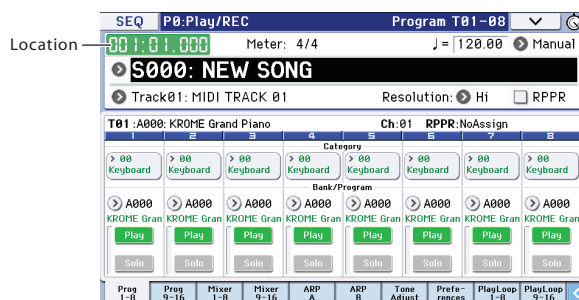 SEQ P0:Play/REC Program T01-08
Location 001:01.000 Meter: 4/4 ♩= 120.00 Manual
S000: NEW SONG
Track01: MIDI TRACK 01 Resolution: Hi RPPR
T01 :A000: KROME Grand Piano Ch:01 RPPR:NoAssign
1 2 3 4 5 6 7 8
Category
> 00 > 00 > 00 > 00 > 00 > 00 > 00 > 00
Keyboard Keyboard Keyboard Keyboard Keyboard Keyboard Keyboard Keyboard
Bank/Program
A000 A000 A000 A000 A000 A000 A000 A000
KROME Gran KROME Gran KROME Gran KROME Gran KROME Gran KROME Gran KROME Gran KROME Gran
Play Play Play Play Play Play Play Play
Solo Solo Solo Solo Solo Solo Solo Solo
Prog Prog Mixer Mixer ARP ARP Tone Prefe- PlayLoop PlayLoop
1-8 9-16 1-8 9-16 A B Adjust rences 1-8 9-16